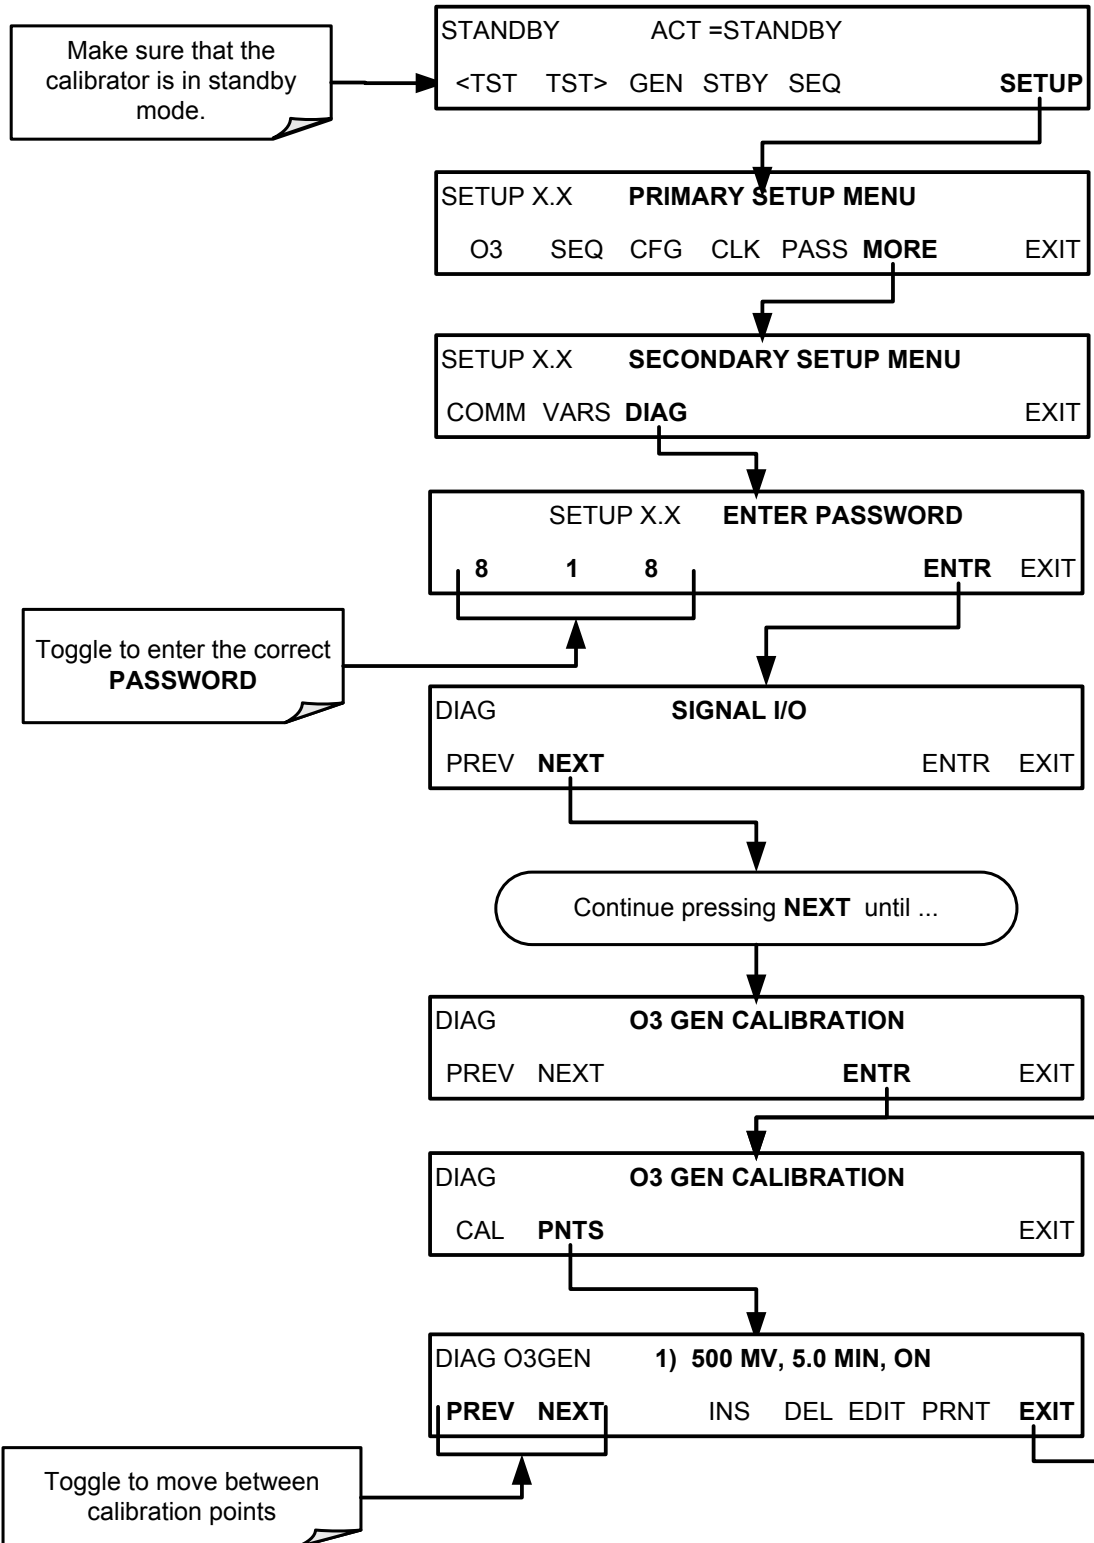 Make sure that the
calibrator is in standby
mode.
STANDBY ACT =STANDBY
<TST TST> GEN STBY SEQ SETUP
SETUP X.X PRIMARY SETUP MENU
O3 SEQ CFG CLK PASS MORE EXIT
SETUP X.X SECONDARY SETUP MENU
COMM VARS DIAG EXIT
SETUP X.X ENTER PASSWORD
8 1 8 ENTR EXIT
Toggle to enter the correct
PASSWORD
DIAG SIGNAL I/O
PREV NEXT ENTR EXIT
Continue pressing NEXT until ...
DIAG O3 GEN CALIBRATION
PREV NEXT ENTR EXIT
DIAG O3 GEN CALIBRATION
CAL PNTS EXIT
DIAG O3GEN 1) 500 MV, 5.0 MIN, ON
PREV NEXT INS DEL EDIT PRNT EXIT
Toggle to move between
calibration points